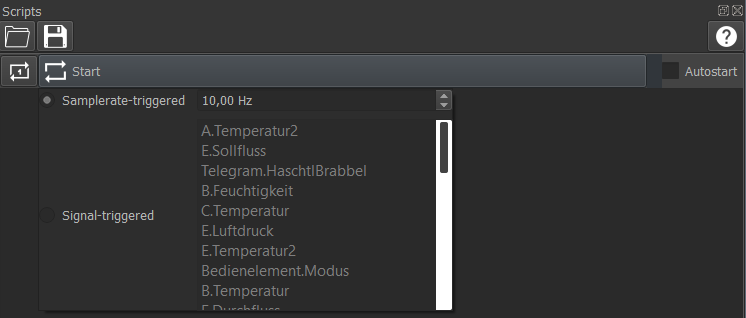 Scripts
Start
Autostart
Samplerate-triggered
10,00 Hz
Signal-triggered
A.Temperatur2
E.Sollfluss
Telegram.HaschtlBrabbel
B.Feuchtigkeit
C.Temperatur
E.Luftdruck
E.Temperatur2
Bedienelement.Modus
B.Temperatur